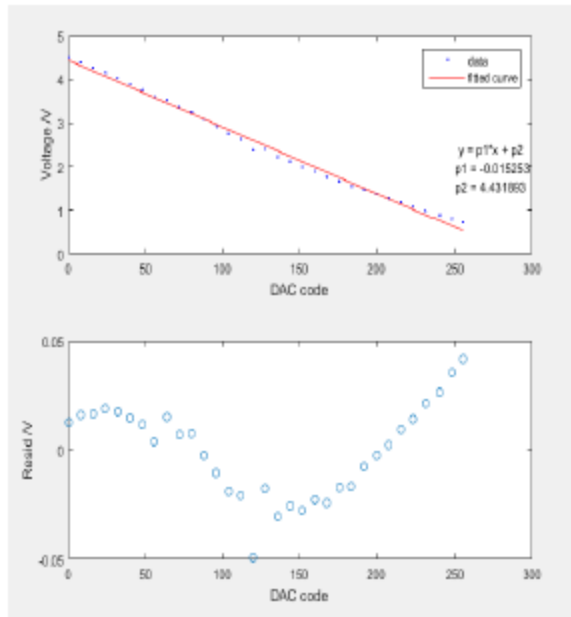 5
4
3
2
1
0
Voltage /V
data
fitted curve
y = p1*x + p2
p1 = -0.015253
p2 = 4.431893
0 50 100 150 200 250 300
DAC code
0.05
0
-0.05
Resid /V
0 50 100 150 200 250 300
DAC code